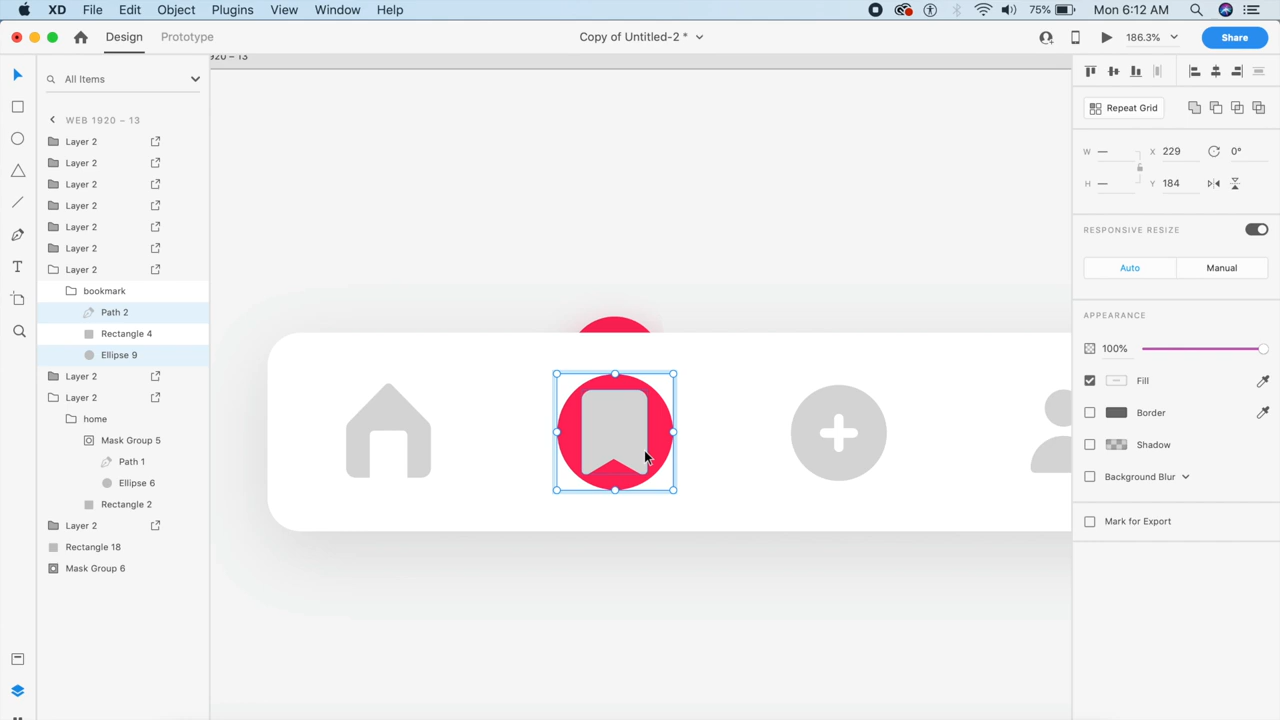 XD File Edit Object Plugins View Window Help 75% Mon 6:12 AM
Design Prototype Copy of Untitled-2 * 186.3% Share
920 – 13
All Items
WEB 1920 – 13
Layer 2
Layer 2
Layer 2
Layer 2
Layer 2
Layer 2
Layer 2
bookmark
Path 2
Rectangle 4
Ellipse 9
Layer 2
Layer 2
home
Mask Group 5
Path 1
Ellipse 6
Rectangle 2
Layer 2
Rectangle 18
Mask Group 6
Repeat Grid
W — X 229 0°
H — Y 184
RESPONSIVE RESIZE
Auto Manual
APPEARANCE
100%
Fill
Border
Shadow
Background Blur
Mark for Export